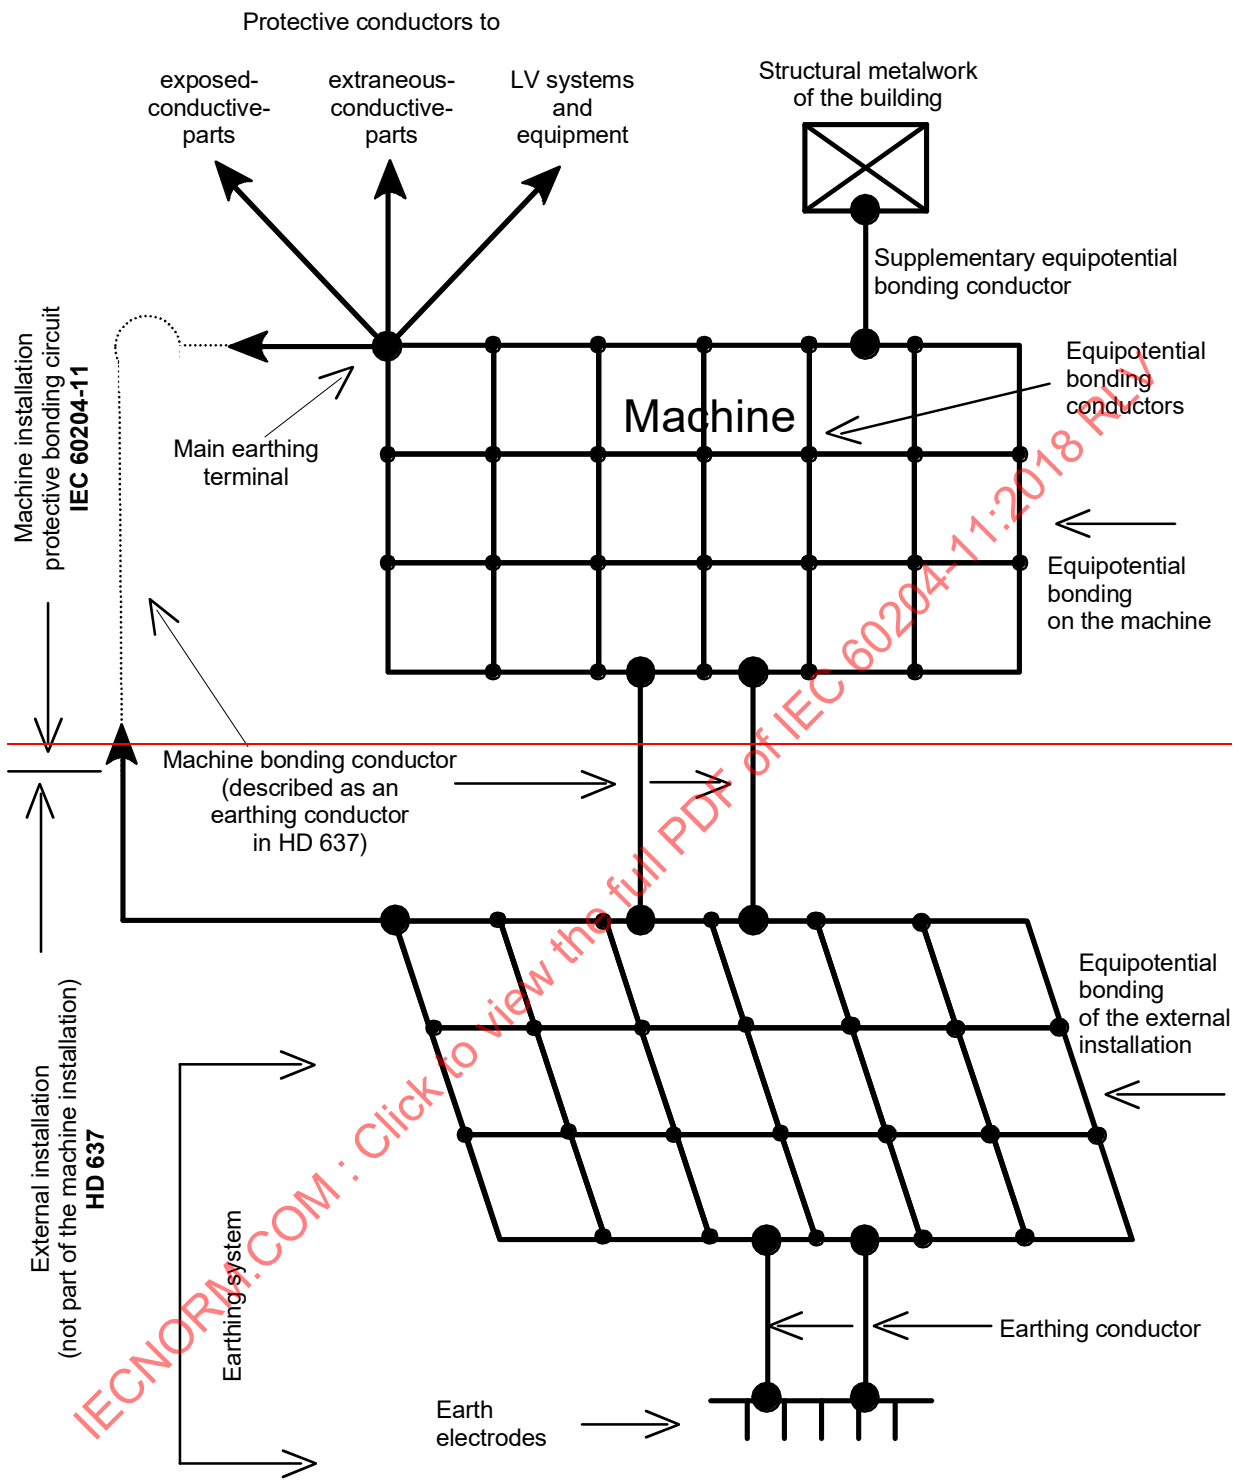 Protective conductors to
exposed-
conductive-
parts
extraneous-
conductive-
parts
LV systems
and
equipment
Structural metalwork
of the building
Supplementary equipotential
bonding conductor
Machine installation
protective bonding circuit
IEC 60204-11
Main earthing
terminal
Machine
Equipotential
bonding
conductors
Equipotential
bonding
on the machine
Machine bonding conductor
(described as an
earthing conductor
in HD 637)
External installation
(not part of the machine installation)
HD 637
Earthing system
Equipotential
bonding
of the external
installation
Earthing conductor
Earth
electrodes
IECNORM.COM : Click to view the full PDF of IEC 60204-11:2018 RLV